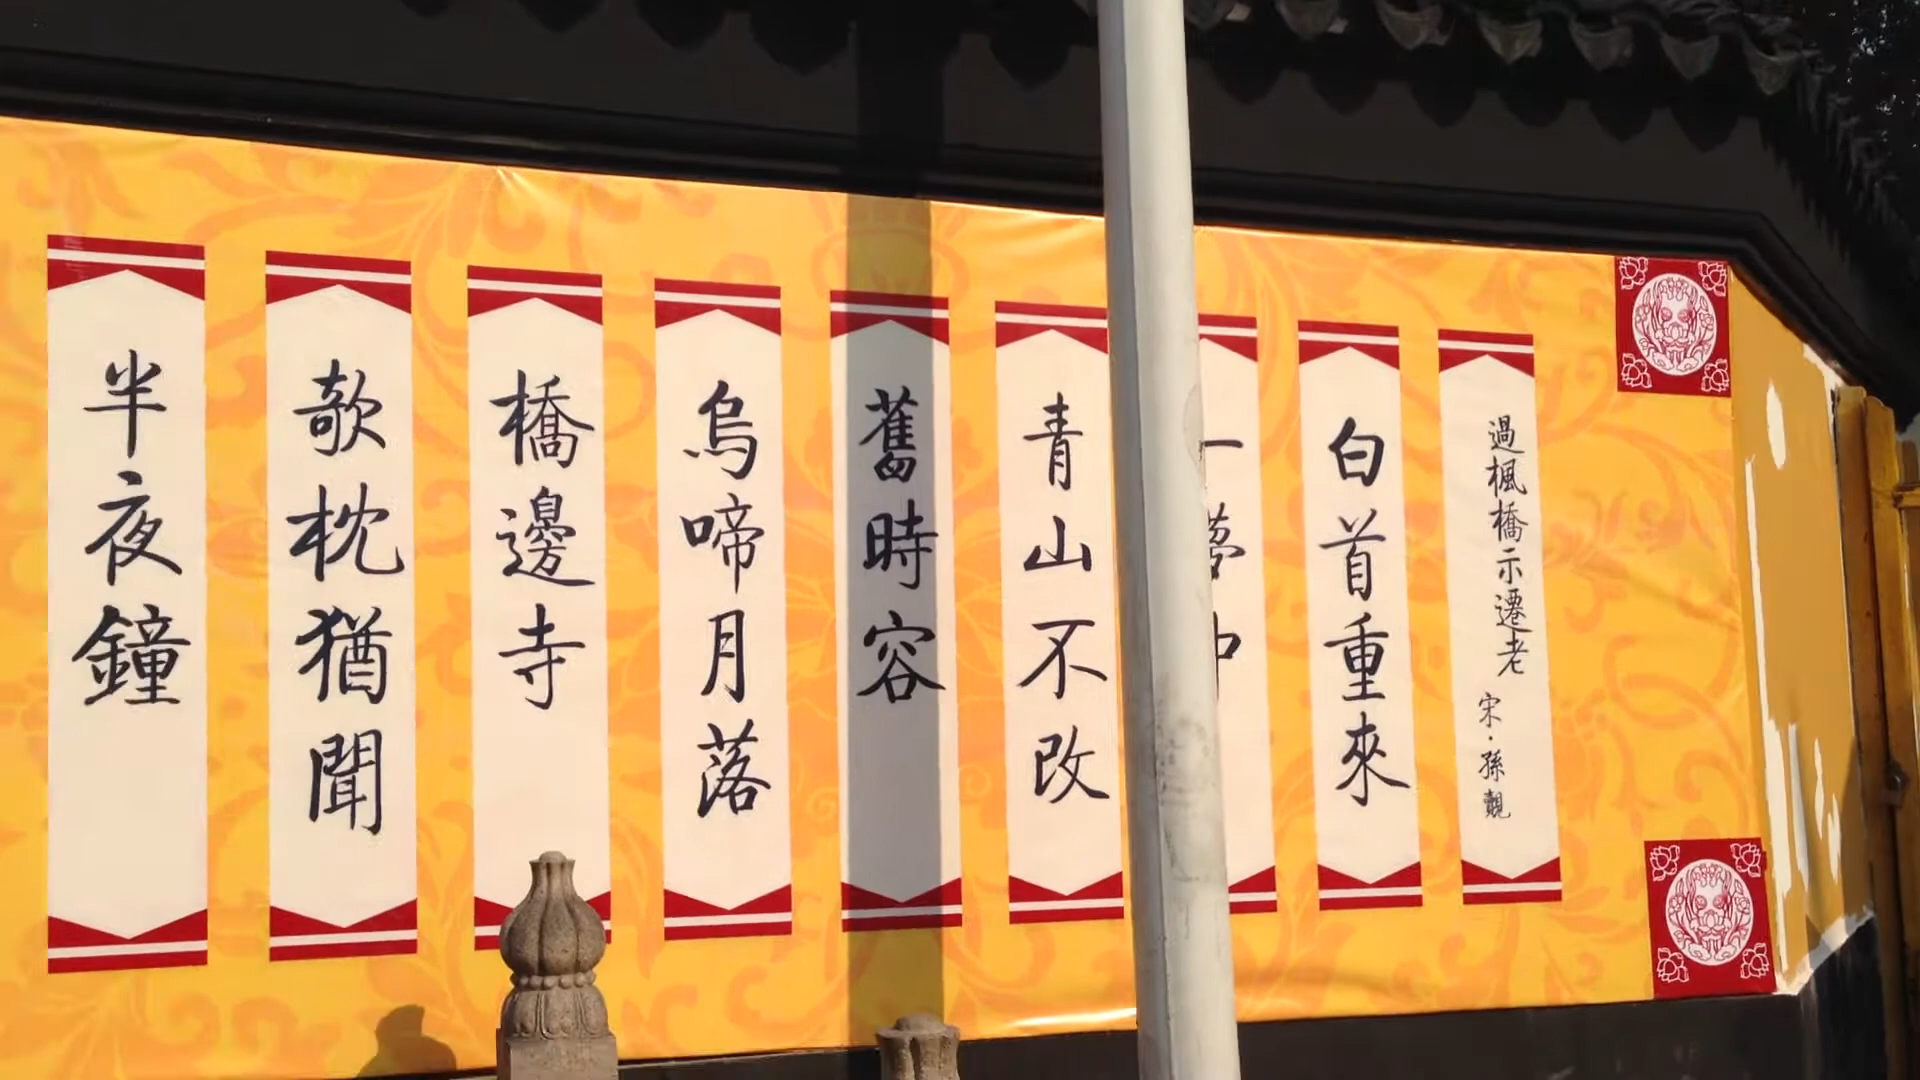 過楓橋示遷老
宋·孫覿
白首重來
一夢中
青山不改
舊時容
烏啼月落
橋邊寺
欹枕猶聞
半夜鐘